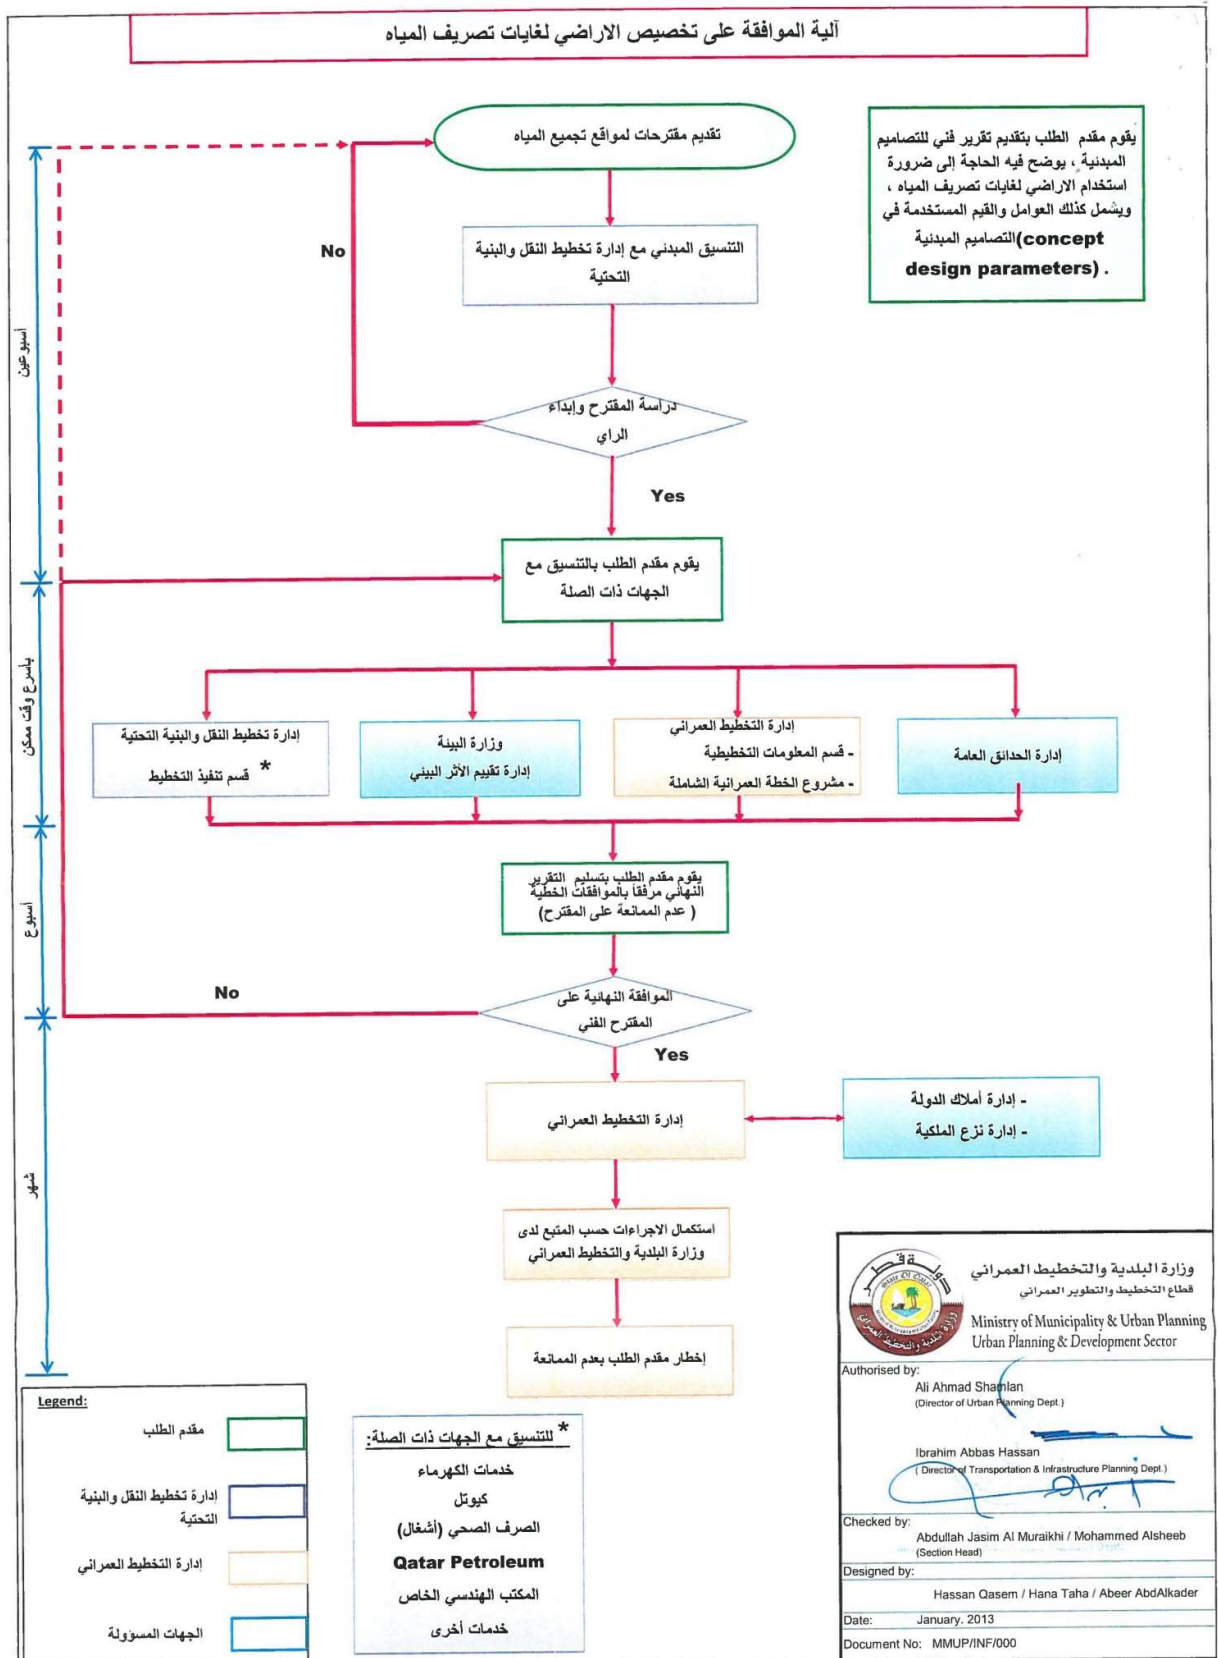 آلية الموافقة على تخصيص الاراضي لغايات تصريف المياه
تقديم مقترحات لمواقع تجميع المياه
يقوم مقدم الطلب بتقديم تقرير فني للتصاميم
المبدئية ، يوضح فيه الحاجة إلى ضرورة
استخدام الاراضي لغايات تصريف المياه ،
ويشمل كذلك العوامل والقيم المستخدمة في
التصاميم المبدئية(concept
design parameters) .
No
التنسيق المبدئي مع إدارة تخطيط النقل والبنية
التحتية
أسبوعين
دراسة المقترح وإبداء
الراي
Yes
يقوم مقدم الطلب بالتنسيق مع
الجهات ذات الصلة
بأسرع وقت ممكن
إدارة الحدائق العامة
إدارة التخطيط العمراني
- قسم المعلومات التخطيطية
- مشروع الخطة العمرانية الشاملة
وزارة البيئة
إدارة تقييم الأثر البيئي
إدارة تخطيط النقل والبنية التحتية
* قسم تنفيذ التخطيط
يقوم مقدم الطلب بتسليم التقرير
النهائي مرفقاً بالموافقات الخطية
( عدم الممانعة على المقترح)
أسبوع
الموافقة النهائية على
المقترح الفني
No
Yes
إدارة التخطيط العمراني
- إدارة أملاك الدولة
- إدارة نزع الملكية
شهر
استكمال الاجراءات حسب المتبع لدى
وزارة البلدية والتخطيط العمراني
إخطار مقدم الطلب بعدم الممانعة
Legend:
مقدم الطلب
إدارة تخطيط النقل والبنية
التحتية
إدارة التخطيط العمراني
الجهات المسؤولة
* للتنسيق مع الجهات ذات الصلة:
خدمات الكهرماء
كيوتل
الصرف الصحي (أشغال)
Qatar Petroleum
المكتب الهندسي الخاص
خدمات أخرى
دولة قطر
State Of Qatar
وزارة البلدية والتخطيط العمراني
وزارة البلدية والتخطيط العمراني
قطاع التخطيط والتطوير العمراني
Ministry of Municipality & Urban Planning
Urban Planning & Development Sector
Authorised by:
Ali Ahmad Shamlan
(Director of Urban Planning Dept.)
Ibrahim Abbas Hassan
( Director of Transportation & Infrastructure Planning Dept.)
Checked by:
Abdullah Jasim Al Muraikhi / Mohammed Alsheeb
(Section Head)
Designed by:
Hassan Qasem / Hana Taha / Abeer AbdAlkader
Date: January. 2013
Document No: MMUP/INF/000